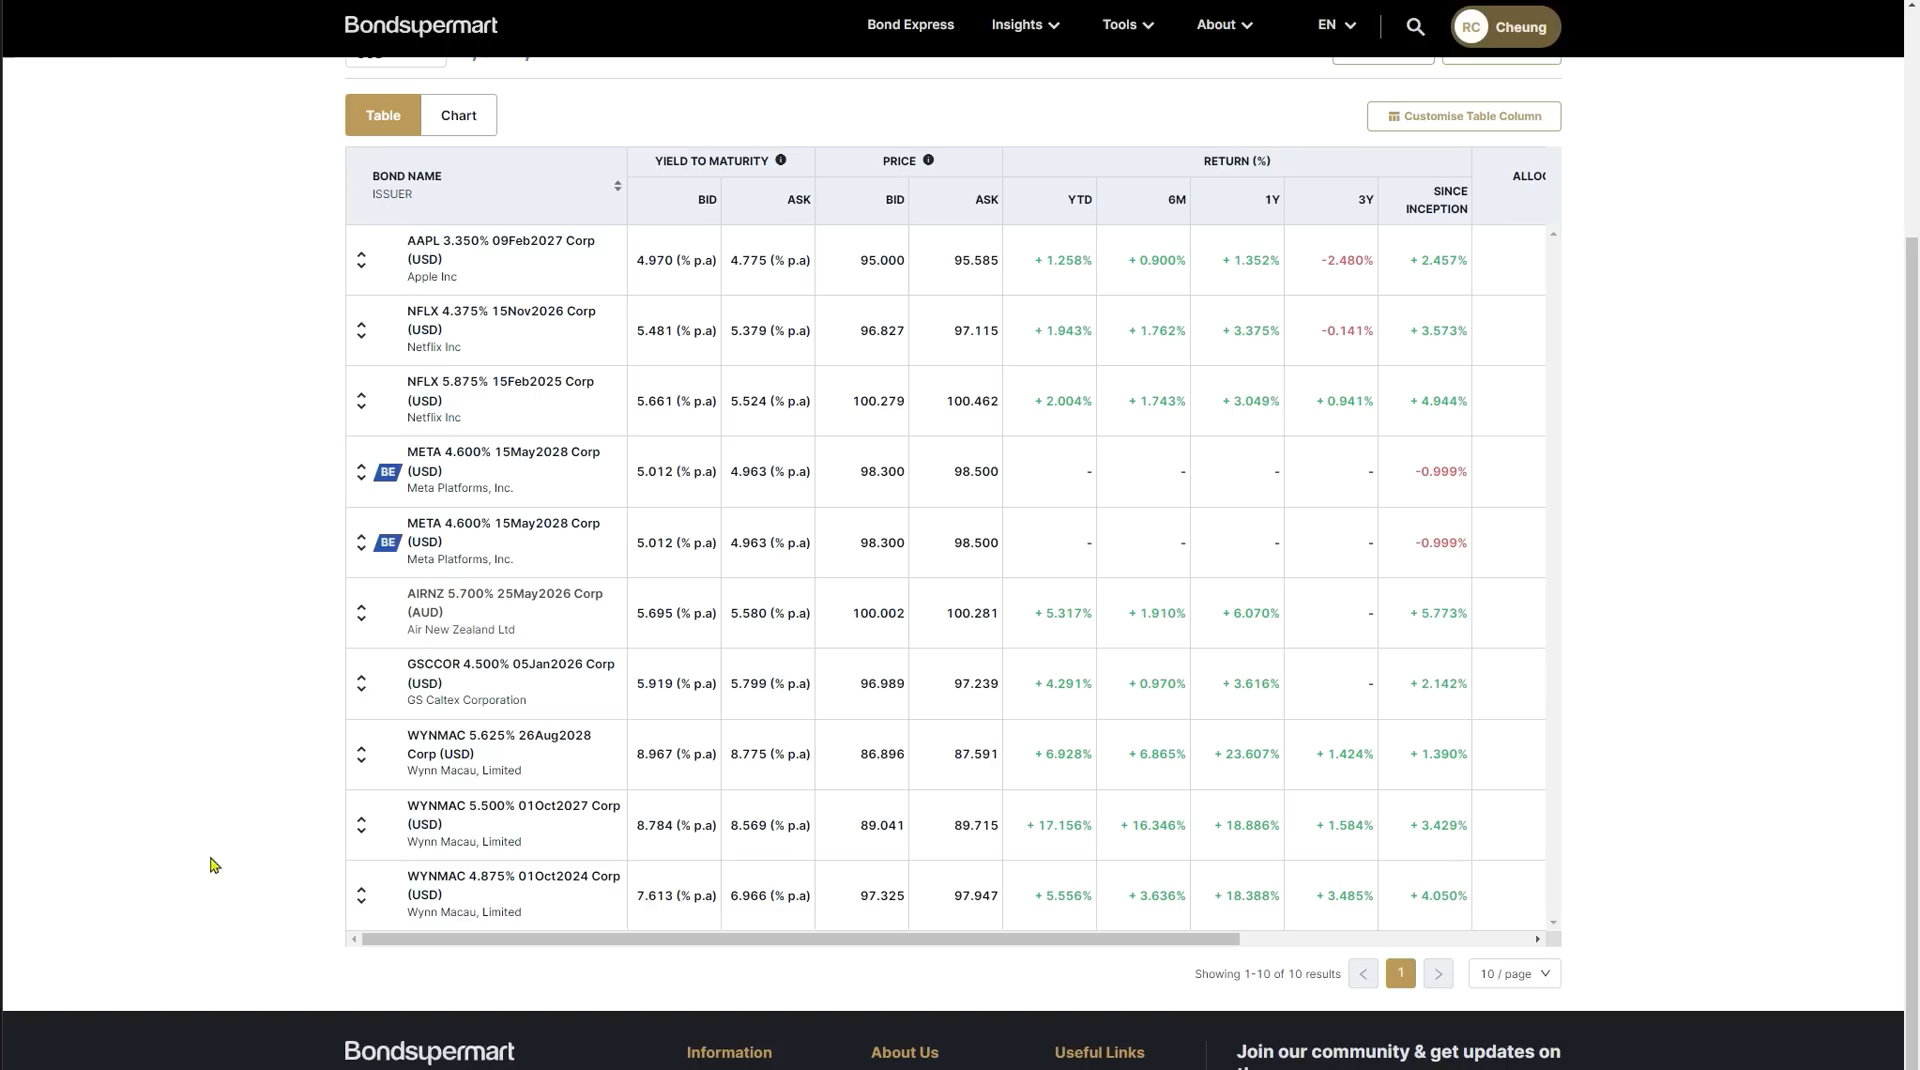 Bondsupermart
Bond Express
Insights
Tools
About
EN
RC
Cheung
Table
Chart
Customise Table Column
BOND NAME
ISSUER
YIELD TO MATURITY
PRICE
RETURN (%)
ALLOC
BID
ASK
BID
ASK
YTD
6M
1Y
3Y
SINCE
INCEPTION
AAPL 3.350% 09Feb2027 Corp
(USD)
Apple Inc
4.970 (% p.a) 4.775 (% p.a) 95.000 95.585 + 1.258% + 0.900% + 1.352% -2.480% + 2.457%
NFLX 4.375% 15Nov2026 Corp
(USD)
Netflix Inc
5.481 (% p.a) 5.379 (% p.a) 96.827 97.115 + 1.943% + 1.762% + 3.375% -0.141% + 3.573%
NFLX 5.875% 15Feb2025 Corp
(USD)
Netflix Inc
5.661 (% p.a) 5.524 (% p.a) 100.279 100.462 + 2.004% + 1.743% + 3.049% + 0.941% + 4.944%
BE
META 4.600% 15May2028 Corp
(USD)
Meta Platforms, Inc.
5.012 (% p.a) 4.963 (% p.a) 98.300 98.500 - - - - -0.999%
BE
META 4.600% 15May2028 Corp
(USD)
Meta Platforms, Inc.
5.012 (% p.a) 4.963 (% p.a) 98.300 98.500 - - - - -0.999%
AIRNZ 5.700% 25May2026 Corp
(AUD)
Air New Zealand Ltd
5.695 (% p.a) 5.580 (% p.a) 100.002 100.281 + 5.317% + 1.910% + 6.070% - + 5.773%
GSCCOR 4.500% 05Jan2026 Corp
(USD)
GS Caltex Corporation
5.919 (% p.a) 5.799 (% p.a) 96.989 97.239 + 4.291% + 0.970% + 3.616% - + 2.142%
WYNMAC 5.625% 26Aug2028
Corp (USD)
Wynn Macau, Limited
8.967 (% p.a) 8.775 (% p.a) 86.896 87.591 + 6.928% + 6.865% + 23.607% + 1.424% + 1.390%
WYNMAC 5.500% 01Oct2027 Corp
(USD)
Wynn Macau, Limited
8.784 (% p.a) 8.569 (% p.a) 89.041 89.715 + 17.156% + 16.346% + 18.886% + 1.584% + 3.429%
WYNMAC 4.875% 01Oct2024 Corp
(USD)
Wynn Macau, Limited
7.613 (% p.a) 6.966 (% p.a) 97.325 97.947 + 5.556% + 3.636% + 18.388% + 3.485% + 4.050%
Showing 1-10 of 10 results
1
10 / page
Bondsupermart
Information
About Us
Useful Links
Join our community & get updates on